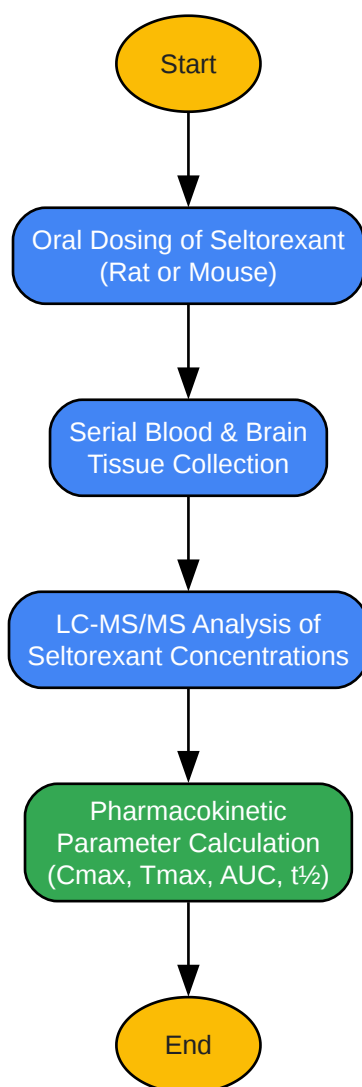 Start
Oral Dosing of Seltorexant
(Rat or Mouse)
Serial Blood & Brain
Tissue Collection
LC-MS/MS Analysis of
Seltorexant Concentrations
Pharmacokinetic
Parameter Calculation
(Cmax, Tmax, AUC, t½)
End